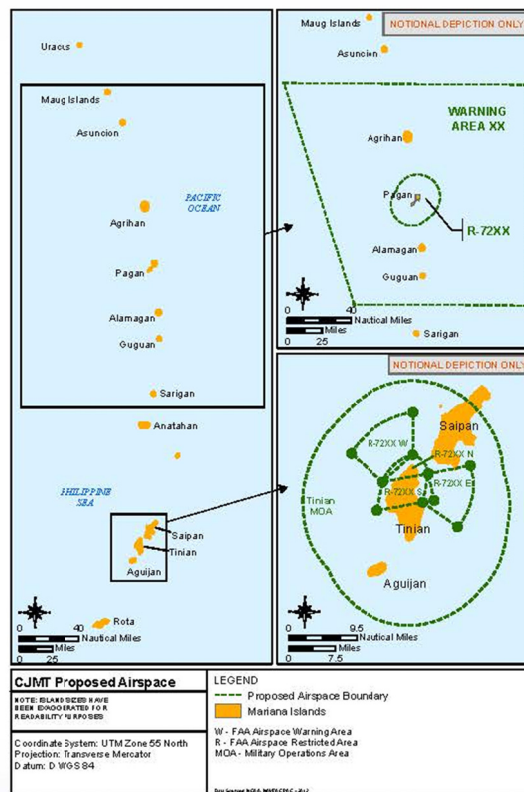 Uracus
Maug Islands
Asuncion
Agrihan
PACIFIC
OCEAN
Pagan
Alamagan
Guguan
Sarigan
Anatahan
PHILIPPINE
SEA
Saipan
Tinian
Aguijan
Rota
0 40
Nautical Miles
Miles
0 25
Maug Islands
NOTIONAL DEPICTION ONLY
Asuncion
WARNING
AREA XX
Agrihan
Pagan
R-72XX
Alamagan
Guguan
0 40
Nautical Miles
Miles
0 25
Sarigan
NOTIONAL DEPICTION ONLY
Saipan
R-72XX W
R-72XX N
R-72XX E
R-72XX S
Tinian
MOA
Tinian
Aguijan
0 9.5
Nautical Miles
Miles
0 7.5
CJMT Proposed Airspace
NOTE: ISLAND SIZES HAVE
BEEN EXAGGERATED FOR
READABILITY PURPOSES
Coordinate System: UTM Zone 55 North
Projection: Transverse Mercator
Datum: D WGS 84
LEGEND
Proposed Airspace Boundary
Mariana Islands
W - FAA Airspace Warning Area
R - FAA Airspace Restricted Area
MOA - Military Operations Area